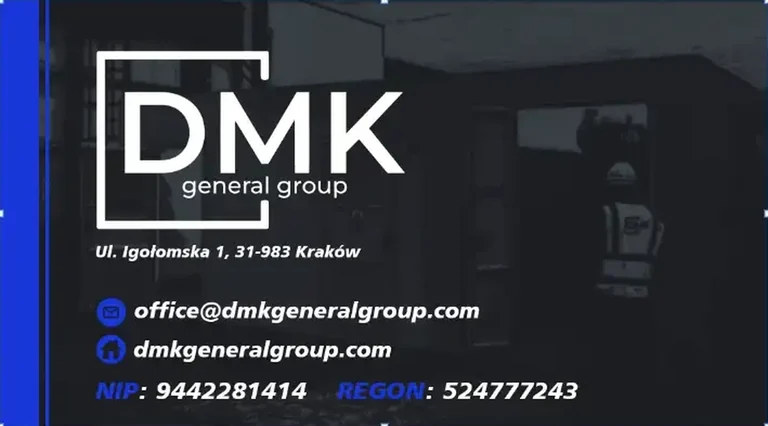 DMK
general group
Ul. Igołomska 1, 31-983 Kraków
office@dmkgeneralgroup.com
dmkgeneralgroup.com
NIP: 9442281414 REGON: 524777243